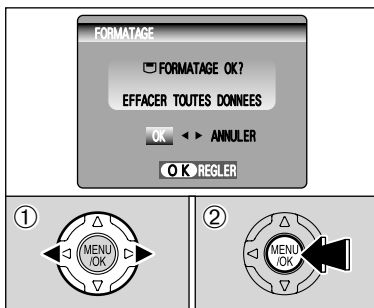 FORMATAGE
FORMATAGE OK?
EFFACER TOUTES DONNEES
OK ◄ ► ANNULER
OK REGLER
① MENU /OK
② MENU /OK